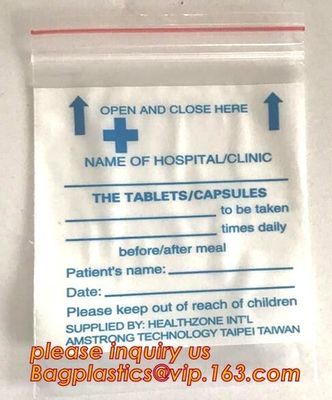 OPEN AND CLOSE HERE
NAME OF HOSPITAL/CLINIC
THE TABLETS/CAPSULES
to be taken
times daily
before/after meal
Patient's name:
Date:
Please keep out of reach of children
SUPPLIED BY: HEALTHZONE INT'L
AMSTRONG TECHNOLOGY TAIPEI TAIWAN
please inquiry us
Bagplastics@vip.163.com